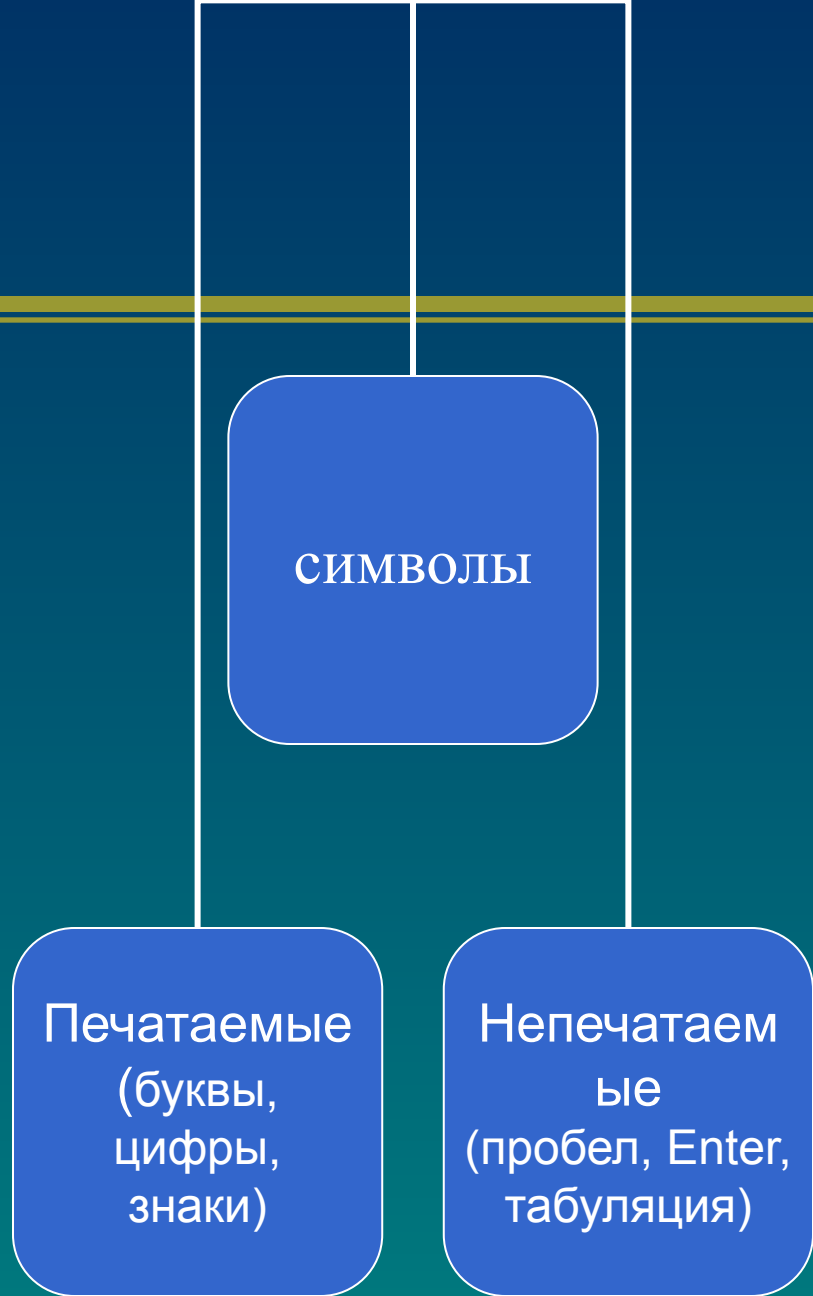 символы
Печатаемые
(буквы,
цифры,
знаки)
Непечатаем
ые
(пробел, Enter,
табуляция)